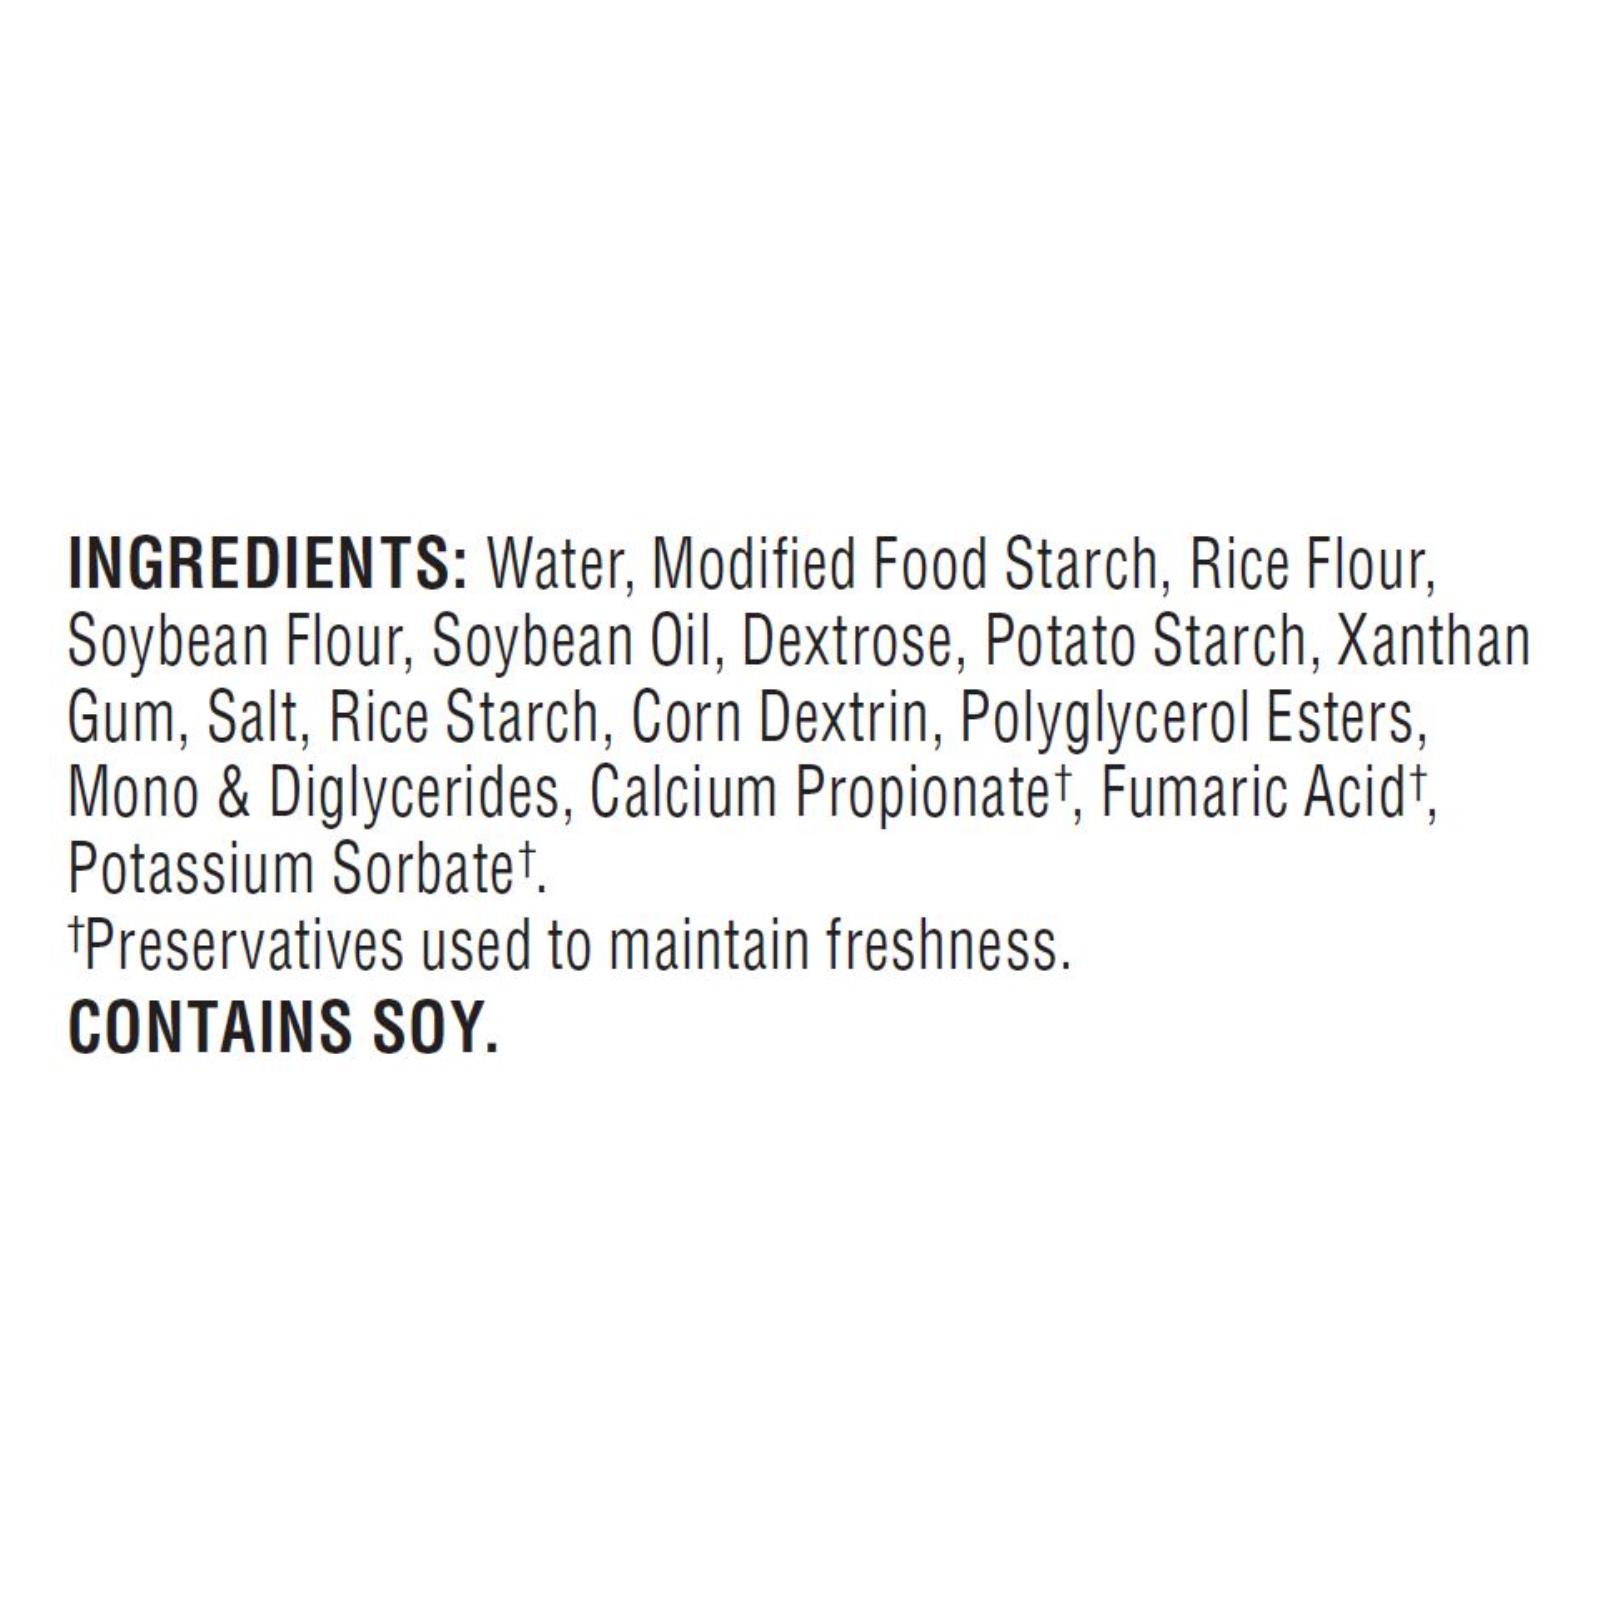 INGREDIENTS: Water, Modified Food Starch, Rice Flour,
Soybean Flour, Soybean Oil, Dextrose, Potato Starch, Xanthan
Gum, Salt, Rice Starch, Corn Dextrin, Polyglycerol Esters,
Mono & Diglycerides, Calcium Propionate†, Fumaric Acid†,
Potassium Sorbate†.
†Preservatives used to maintain freshness.
CONTAINS SOY.